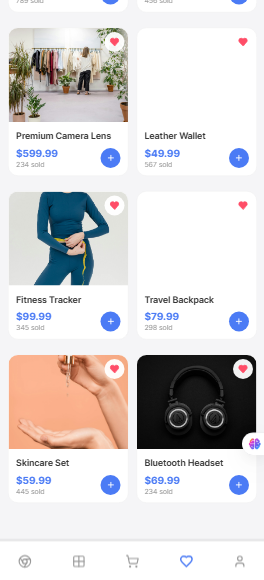 789 sold
456 sold
Premium Camera Lens
$599.99
234 sold
Leather Wallet
$49.99
567 sold
Fitness Tracker
$99.99
345 sold
Travel Backpack
$79.99
298 sold
Skincare Set
$59.99
445 sold
Bluetooth Headset
$69.99
234 sold